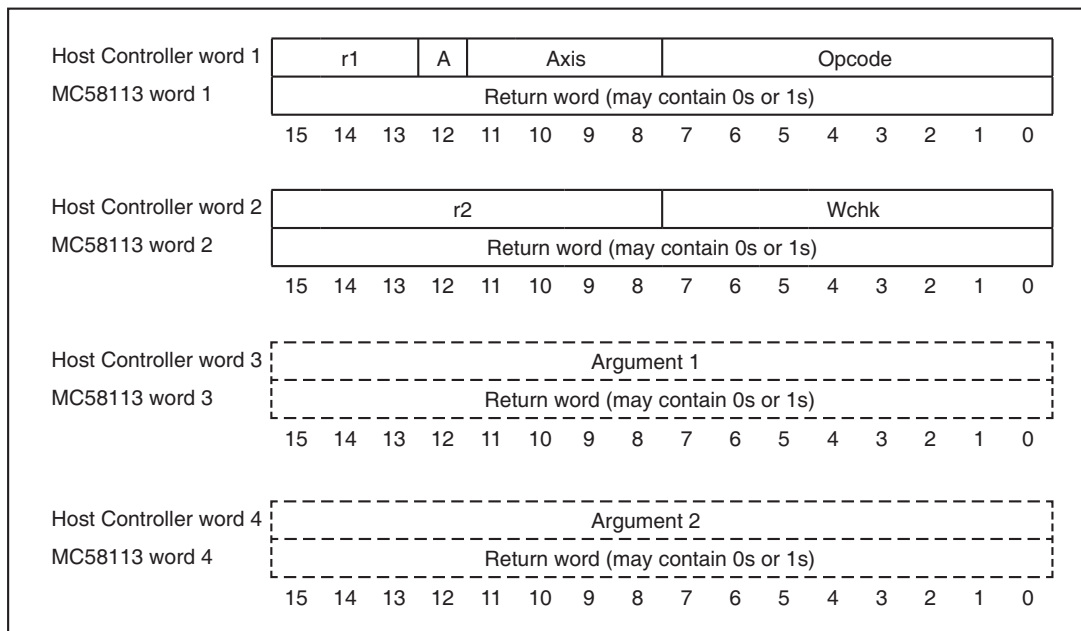 Host Controller word 1 r1 A Axis Opcode
MC58113 word 1 Return word (may contain 0s or 1s)
15 14 13 12 11 10 9 8 7 6 5 4 3 2 1 0
Host Controller word 2 r2 Wchk
MC58113 word 2 Return word (may contain 0s or 1s)
15 14 13 12 11 10 9 8 7 6 5 4 3 2 1 0
Host Controller word 3 Argument 1
MC58113 word 3 Return word (may contain 0s or 1s)
15 14 13 12 11 10 9 8 7 6 5 4 3 2 1 0
Host Controller word 4 Argument 2
MC58113 word 4 Return word (may contain 0s or 1s)
15 14 13 12 11 10 9 8 7 6 5 4 3 2 1 0